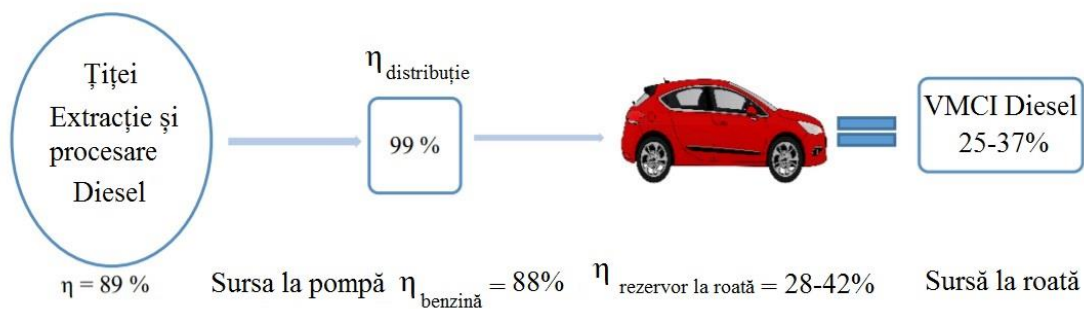 Țiței
Extracție și
procesare
Diesel
η = 89 %
η distribuție
99 %
VMCI Diesel
25-37%
Sursa la pompă η benzină = 88%
η rezervor la roată = 28-42%
Sursă la roată